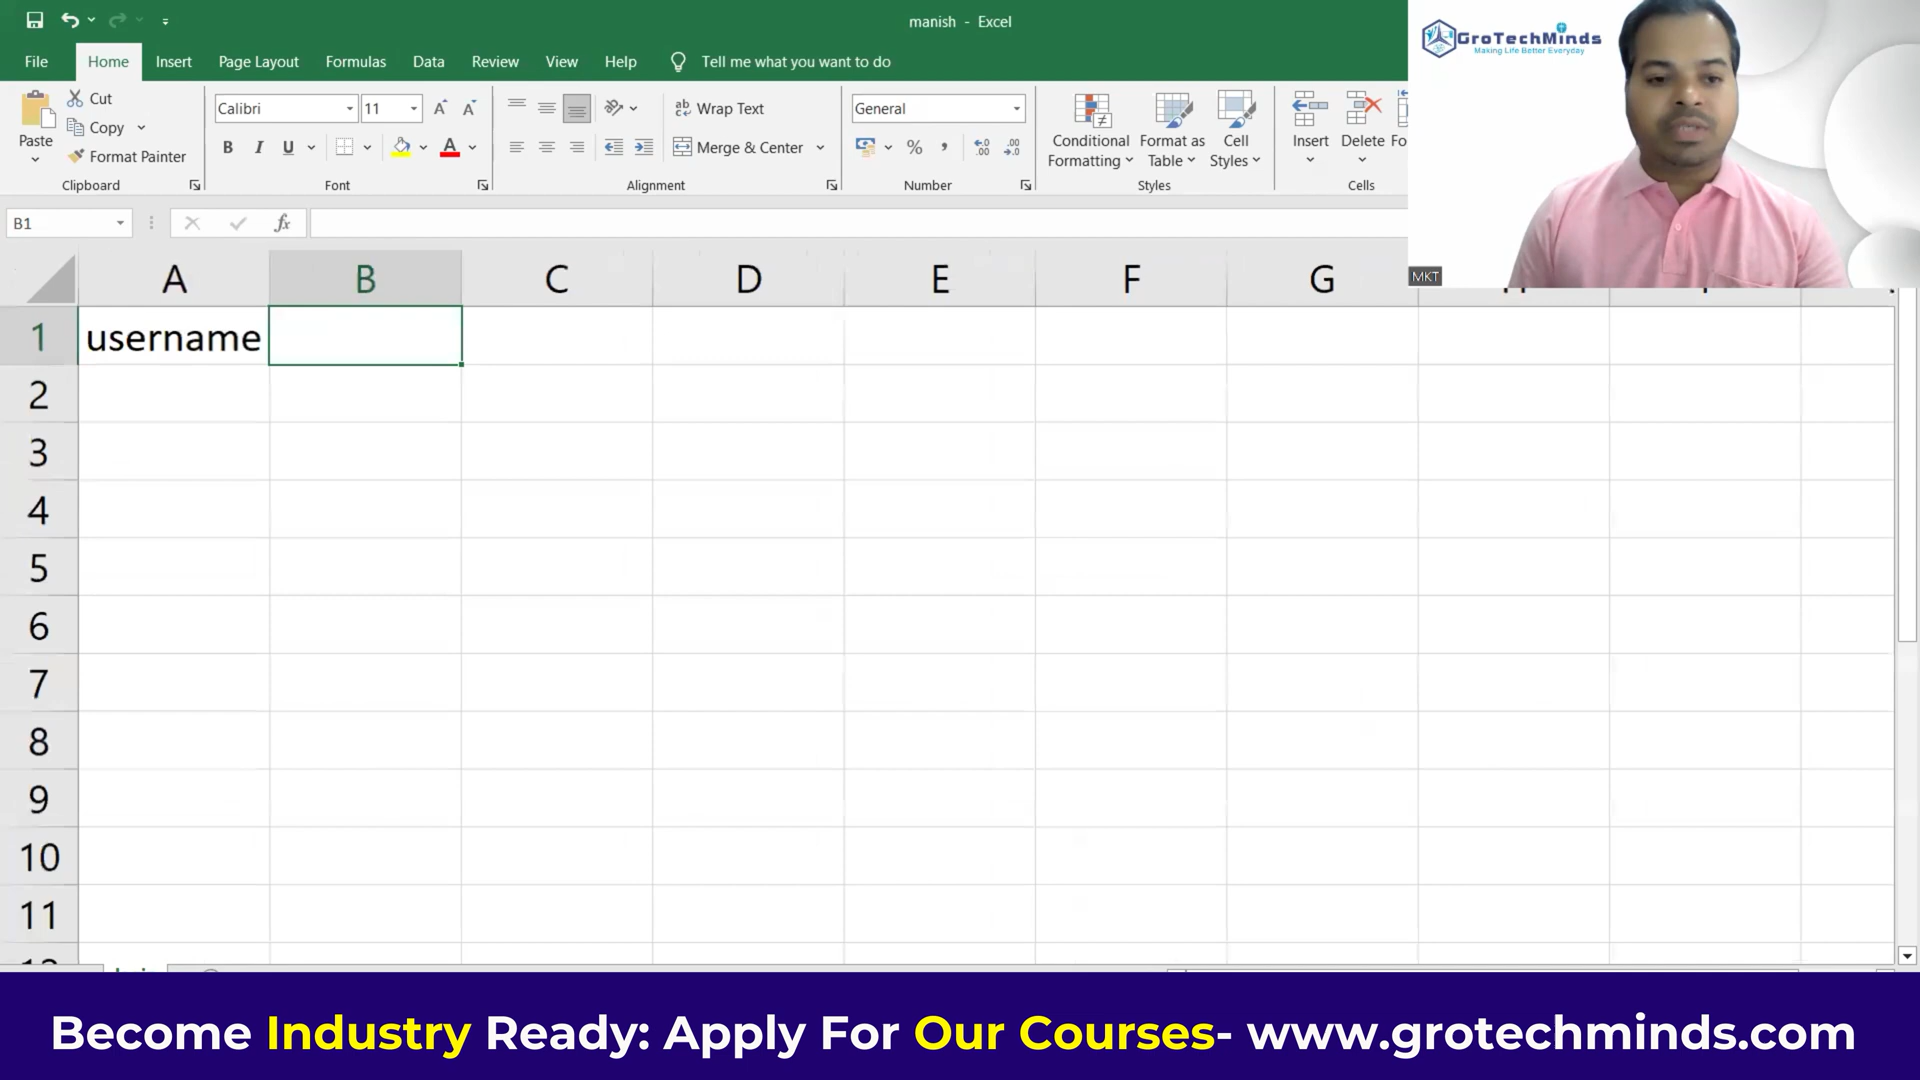 manish - Excel
File Home Insert Page Layout Formulas Data Review View Help Tell me what you want to do
GroTechMinds
Making Life Better Everyday
Paste
Cut
Copy
Format Painter
Clipboard
Calibri 11
B I U
A
Font
ab Wrap Text
Merge & Center
Alignment
General
%
Number
Conditional Formatting
Format as Table
Cell Styles
Styles
Insert
Delete
Fo
Cells
B1
fx
MKT
A B C D E F G
1 username
2
3
4
5
6
7
8
9
10
11
Become Industry Ready: Apply For Our Courses- www.grotechminds.com